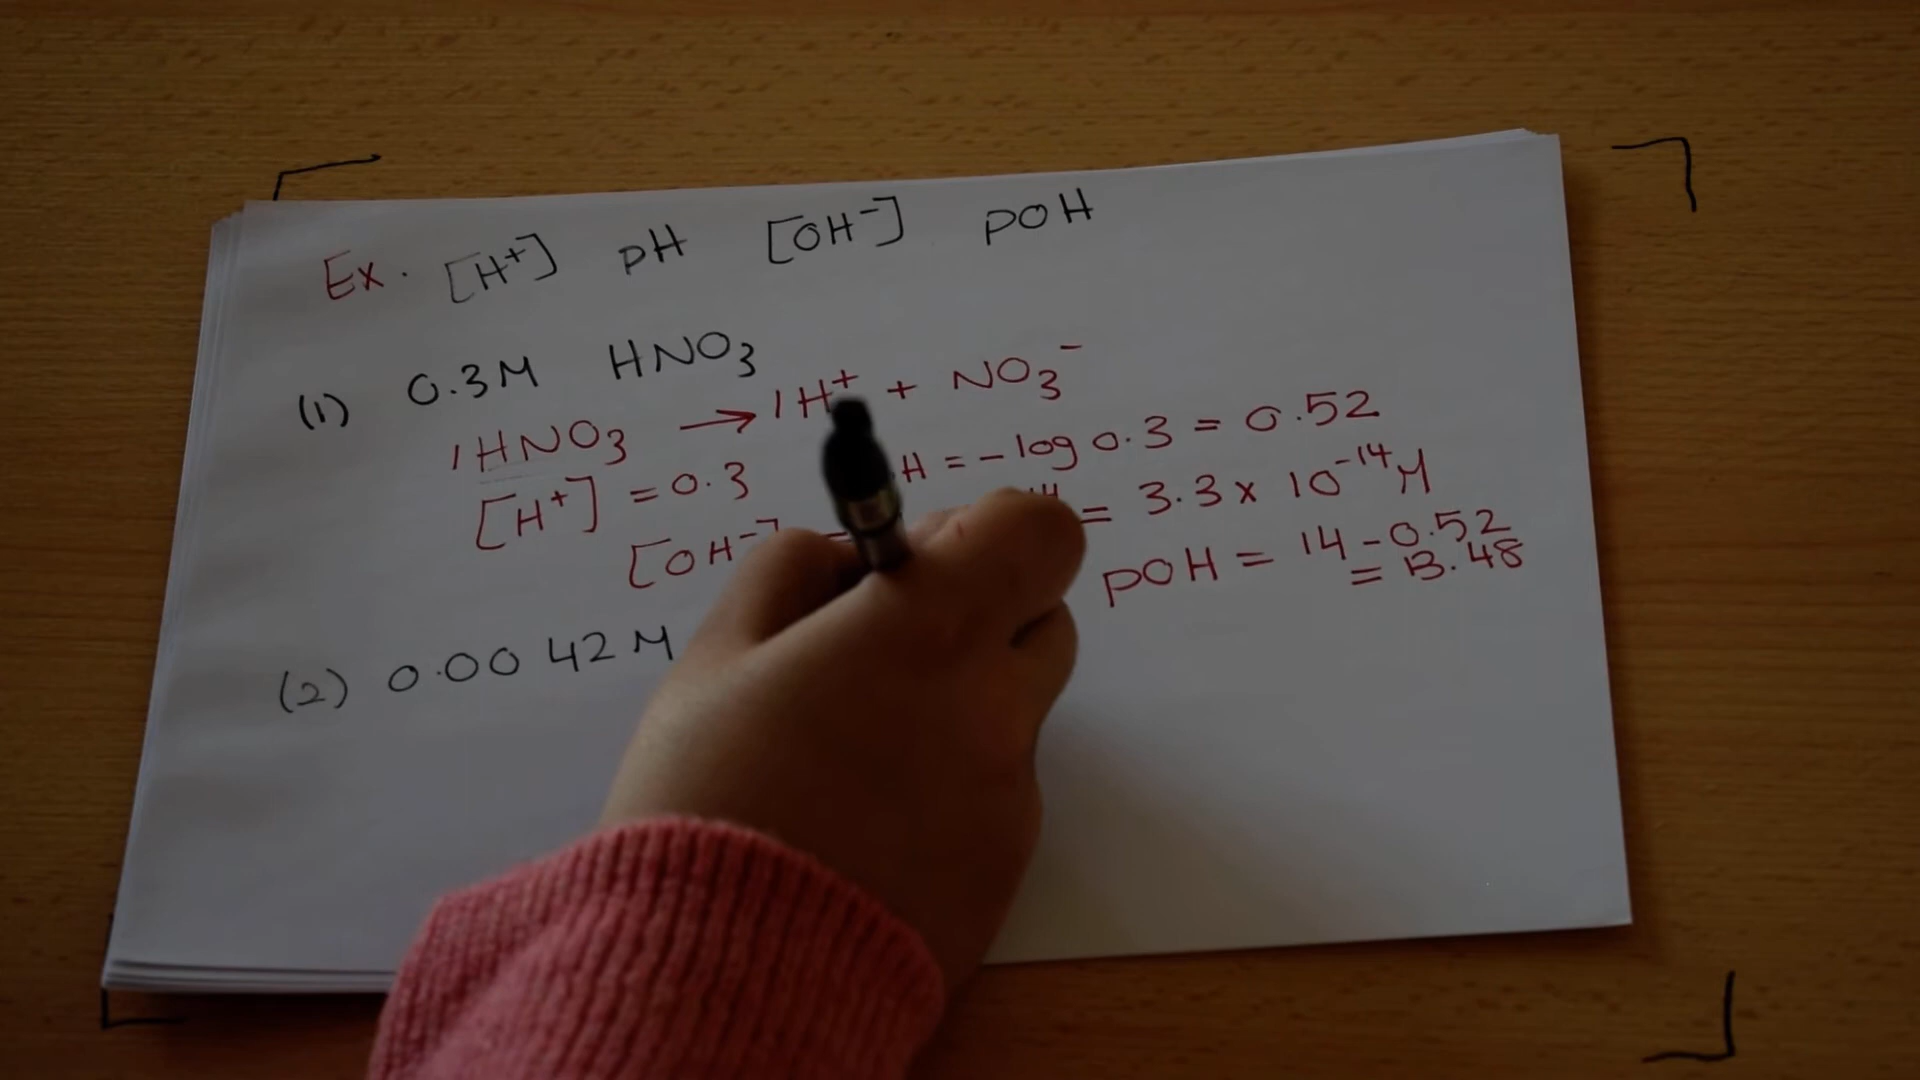 Ex. [H⁺] pH [OH⁻] pOH
(1) 0.3M HNO₃
1HNO₃ → 1H⁺ + NO₃⁻
[H⁺] = 0.3 H = -log 0.3 = 0.52
[OH⁻] = 14 = 3.3 x 10⁻¹⁴M
pOH = 14 - 0.52
= 13.48
(2) 0.0042M